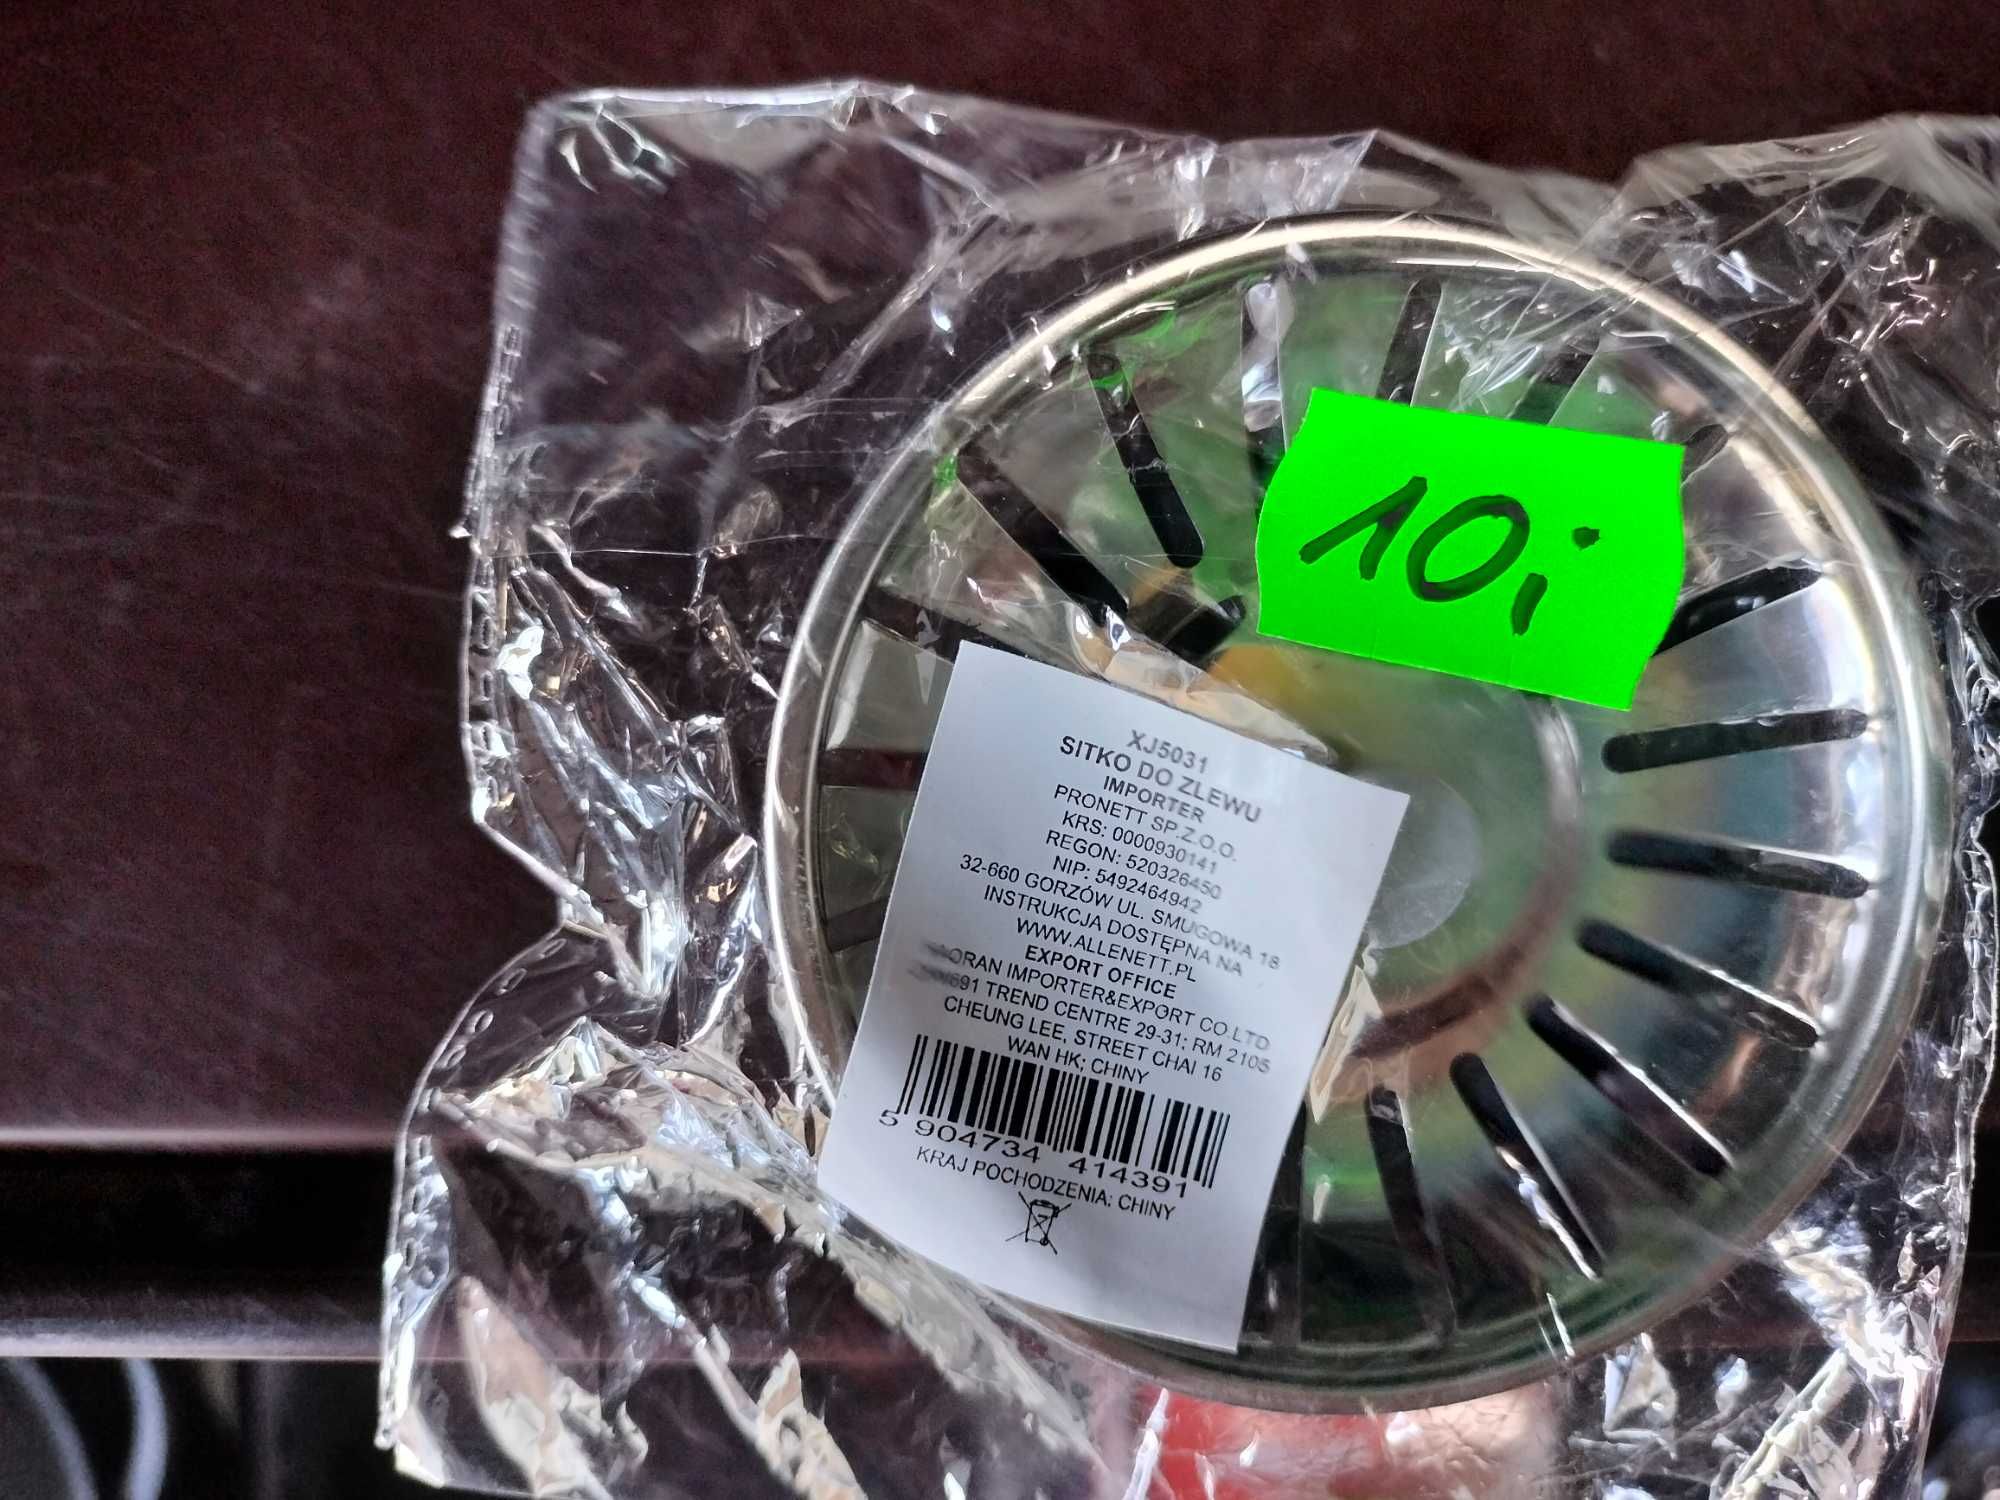 10;
XJ5031
SITKO DO ZLEWU
IMPORTER
PRONETT SP.Z.O.O.
KRS: 0000930141
REGON: 520326450
NIP: 5492464942
32-660 GORZÓW UL. SMUGOWA 18
INSTRUKCJA DOSTĘPNA NA
WWW.ALLENETT.PL
EXPORT OFFICE
IMPORTER&EXPORT CO.LTD
TREND CENTRE 29-31; RM 2105
CHEUNG LEE, STREET CHAI 16
WAN HK; CHINY
5 904734 414391
KRAJ POCHODZENIA: CHINY